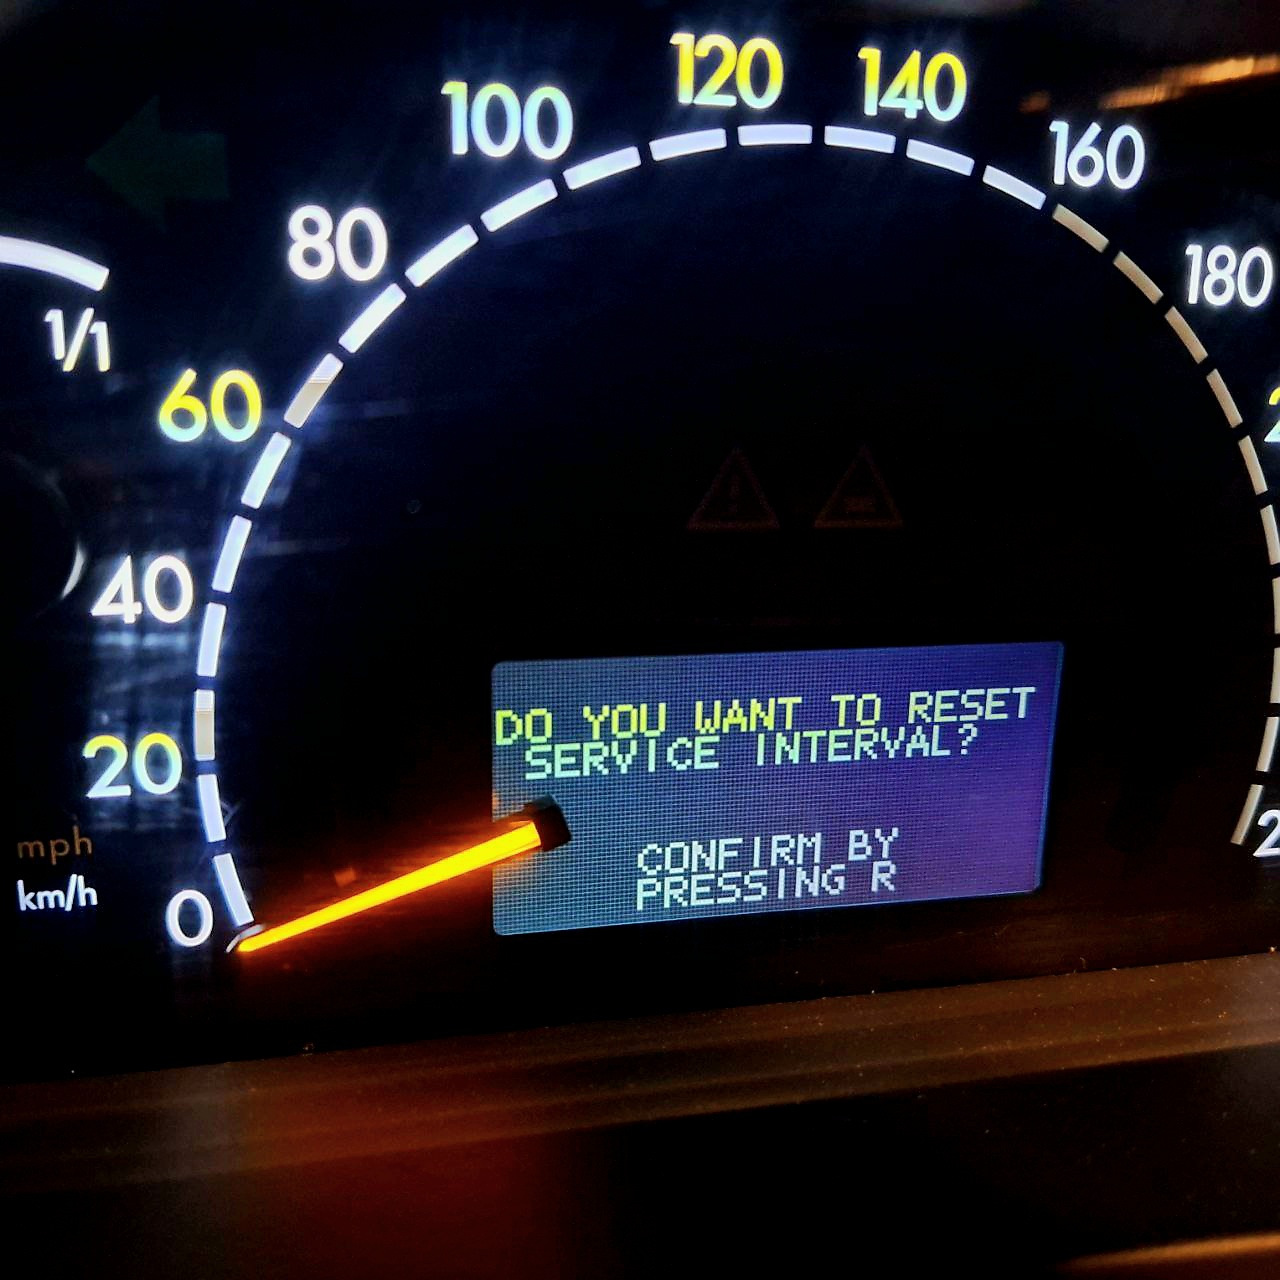 120
140
100
160
80
180
1/1
60
40
DO YOU WANT TO RESET
SERVICE INTERVAL?
20
mph
CONFIRM BY
PRESSING R
km/h
0